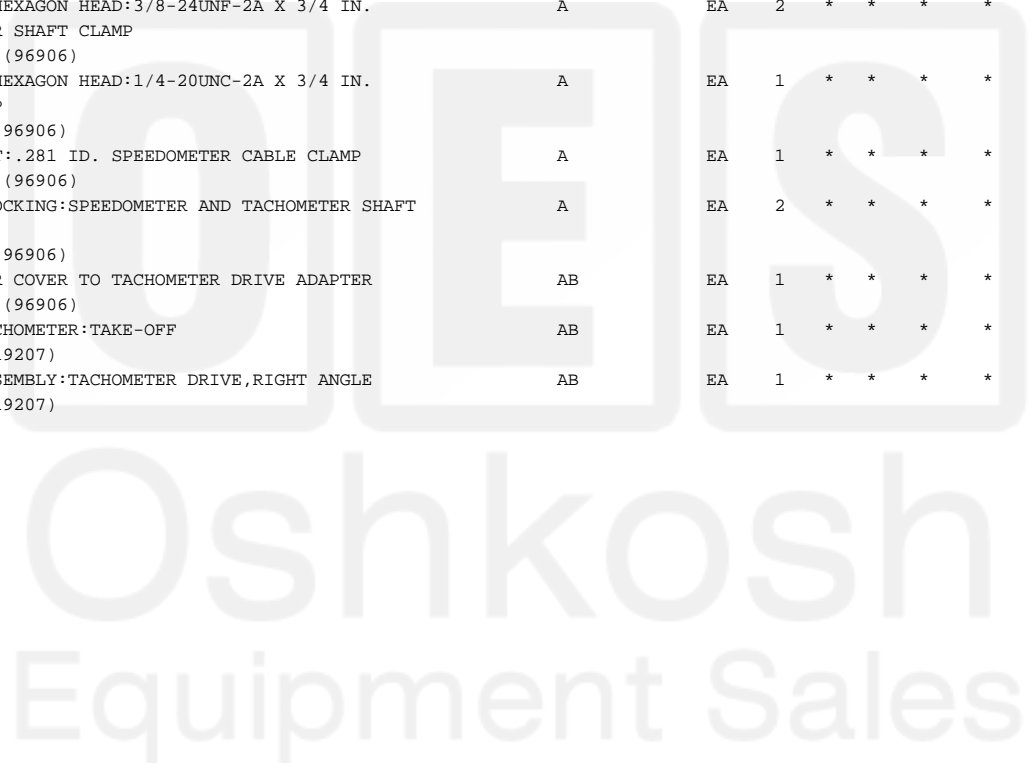 HEXAGON HEAD:3/8-24UNF-2A X 3/4 IN. A EA 2 * * * *
R SHAFT CLAMP
(96906)
HEXAGON HEAD:1/4-20UNC-2A X 3/4 IN. A EA 1 * * * *
P
96906)
T:.281 ID. SPEEDOMETER CABLE CLAMP A EA 1 * * * *
(96906)
OCKING:SPEEDOMETER AND TACHOMETER SHAFT A EA 2 * * * *
96906)
R COVER TO TACHOMETER DRIVE ADAPTER AB EA 1 * * * *
(96906)
CHOMETER:TAKE-OFF AB EA 1 * * * *
19207)
SEMBLY:TACHOMETER DRIVE,RIGHT ANGLE AB EA 1 * * * *
19207)
OES
Oshkosh
Equipment Sales